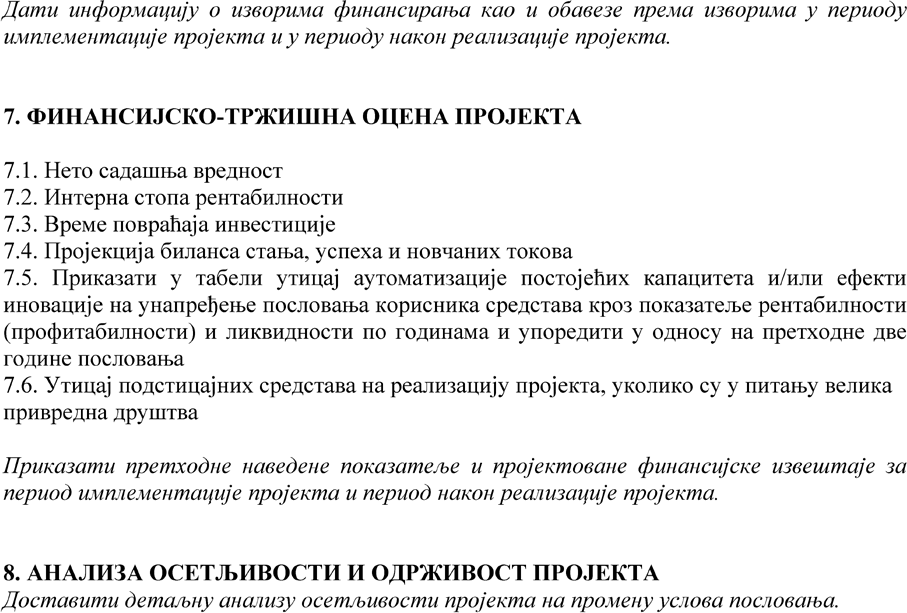 Дати информацију о изворима финансирања као и обавезе према изворима у периоду
имплементације пројекта и у периоду након реализације пројекта.
7. ФИНАНСИЈСКО-ТРЖИШНА ОЦЕНА ПРОЈЕКТА
7.1. Нето садашња вредност
7.2. Интерна стопа рентабилности
7.3. Време повраћаја инвестиције
7.4. Пројекција биланса стања, успеха и новчаних токова
7.5. Приказати у табели утицај аутоматизације постојећих капацитета и/или ефекти
иновације на унапређење пословања корисника средстава кроз показатеље рентабилности
(профитабилности) и ликвидности по годинама и упоредити у односу на претходне две
године пословања
7.6. Утицај подстицајних средстава на реализацију пројекта, уколико су у питању велика
привредна друштва
Приказати претходне наведене показатеље и пројектоване финансијске извештаје за
период имплементације пројекта и период након реализације пројекта.
8. АНАЛИЗА ОСЕТЉИВОСТИ И ОДРЖИВОСТ ПРОЈЕКТА
Доставити детаљну анализу осетљивости пројекта на промену услова пословања.